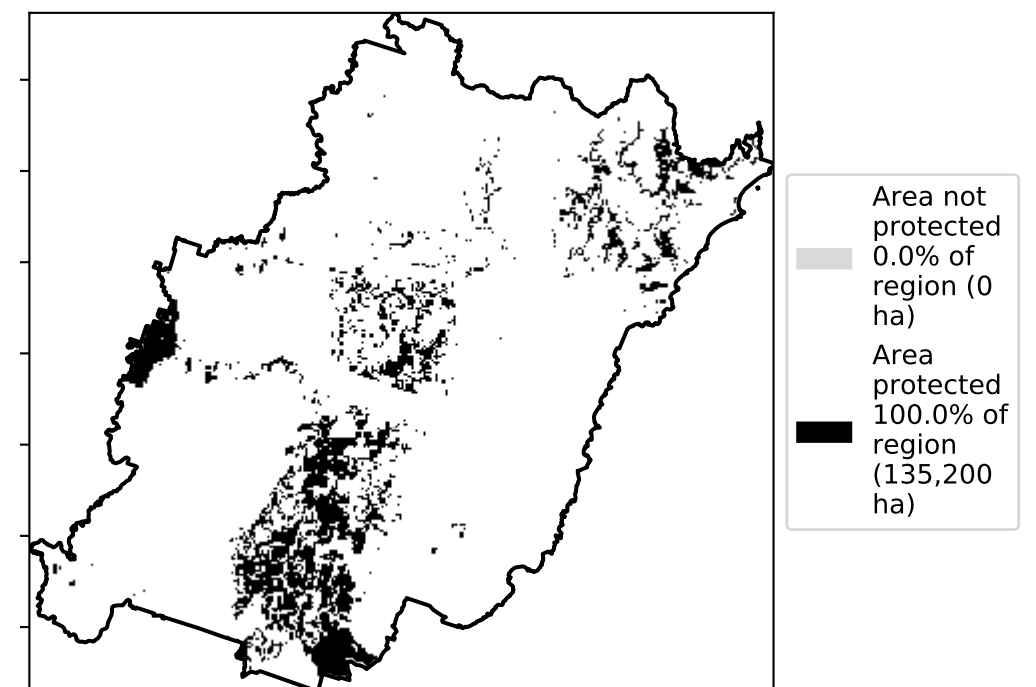 Area not
protected
0.0% of
region (0
ha)
Area
protected
100.0% of
region
(135,200
ha)